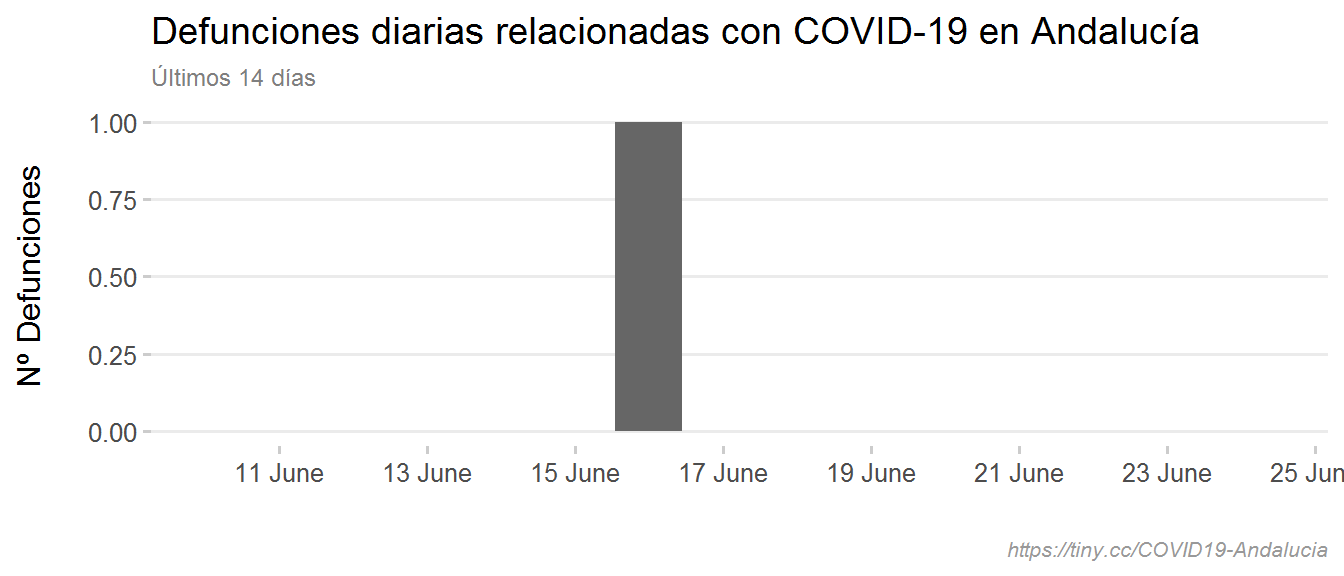 Defunciones diarias relacionadas con COVID-19 en Andalucía
Últimos 14 días
Nº Defunciones
1.00
0.75
0.50
0.25
0.00
11 June 13 June 15 June 17 June 19 June 21 June 23 June 25 Jun
https://tiny.cc/COVID19-Andalucia